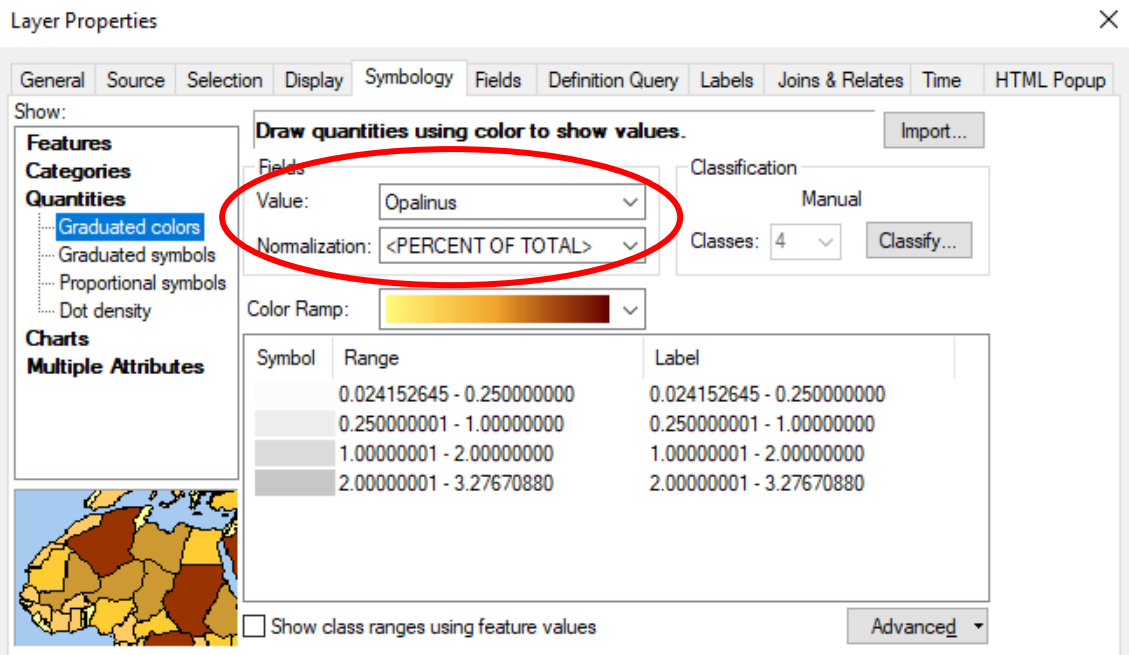 Layer Properties
General Source Selection Display Symbology Fields Definition Query Labels Joins & Relates Time HTML Popup
Show:
Features
Categories
Quantities
Graduated colors
Graduated symbols
Proportional symbols
Dot density
Charts
Multiple Attributes
Draw quantities using color to show values.
Import...
Fields
Value: Opalinus
Normalization: <PERCENT OF TOTAL>
Classification
Manual
Classes: 4 Classify...
Color Ramp:
Symbol Range Label
0.024152645 - 0.250000000 0.024152645 - 0.250000000
0.250000001 - 1.00000000 0.250000001 - 1.00000000
1.00000001 - 2.00000000 1.00000001 - 2.00000000
2.00000001 - 3.27670880 2.00000001 - 3.27670880
Show class ranges using feature values
Advanced